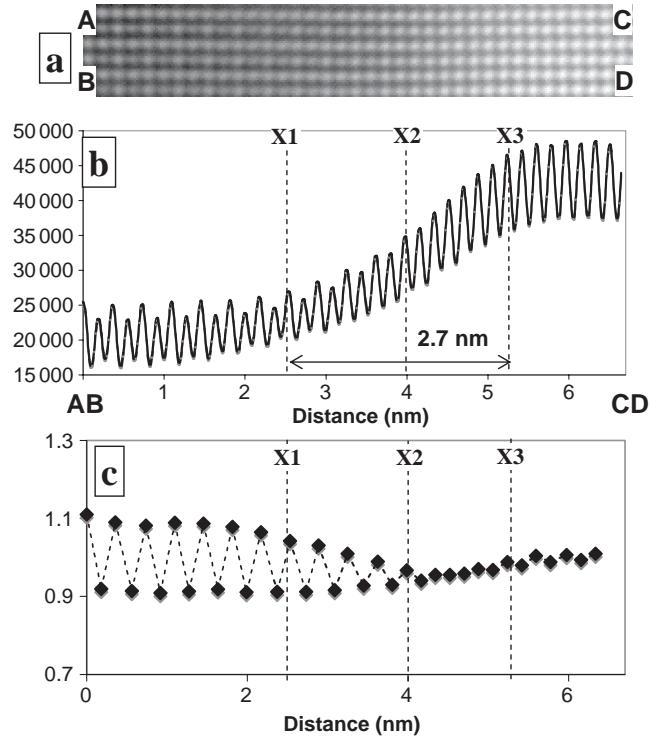 A C
a
B D
b
X1 X2 X3
50 000
45 000
40 000
35 000
30 000
25 000
20 000
15 000
2.7 nm
1 2 3 4 5 6
AB Distance (nm) CD
c
X1 X2 X3
1.3
1.1
0.9
0.7
0 2 4 6
Distance (nm)